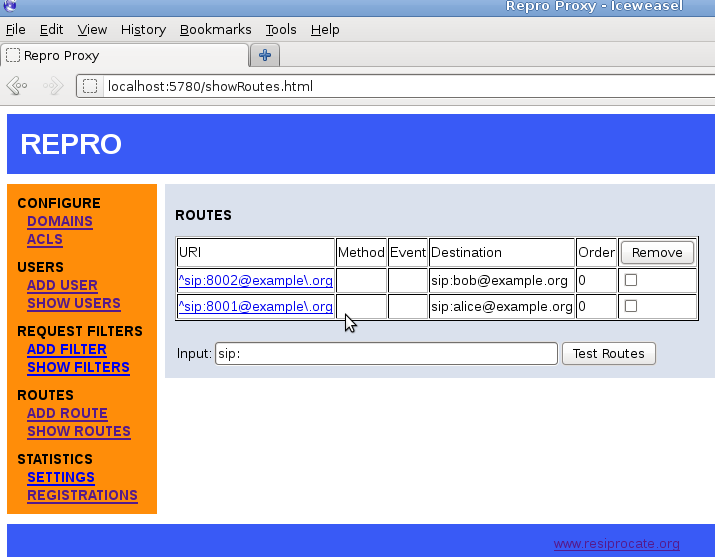 Repro Proxy - Iceweasel
File Edit View History Bookmarks Tools Help
Repro Proxy
localhost:5780/showRoutes.html
REPRO
CONFIGURE
DOMAINS
ACLS
USERS
ADD USER
SHOW USERS
REQUEST FILTERS
ADD FILTER
SHOW FILTERS
ROUTES
ADD ROUTE
SHOW ROUTES
STATISTICS
SETTINGS
REGISTRATIONS
ROUTES
URI Method Event Destination Order Remove
^sip:8002@example\.org sip:bob@example.org 0
^sip:8001@example\.org sip:alice@example.org 0
Input: sip: Test Routes
www.resiprocate.org